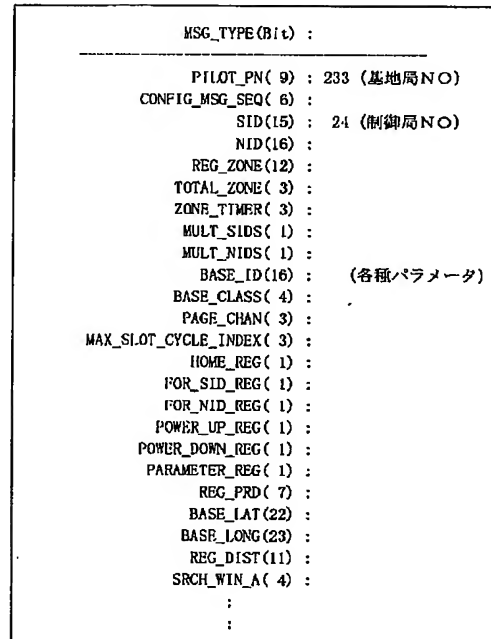 MSG_TYPE(Bit) :
PILOT_PN( 9) : 233 (基地局NO)
CONFIG_MSG_SEQ( 6) :
SID(15) : 24 (制御局NO)
NID(16) :
REG_ZONE(12) :
TOTAL_ZONE( 3) :
ZONE_TIMER( 3) :
MULT_SIDS( 1) :
MULT_NIDS( 1) :
BASE_ID(16) : (各種パラメータ)
BASE_CLASS( 4) :
PAGE_CHAN( 3) :
MAX_SLOT_CYCLE_INDEX( 3) :
HOME_REG( 1) :
FOR_SID_REG( 1) :
FOR_NID_REG( 1) :
POWER_UP_REG( 1) :
POWER_DOWN_REG( 1) :
PARAMETER_REG( 1) :
REG_PRD( 7) :
BASE_LAT(22) :
BASE_LONG(23) :
REG_DIST(11) :
SRCH_WIN_A( 4) :
:
: